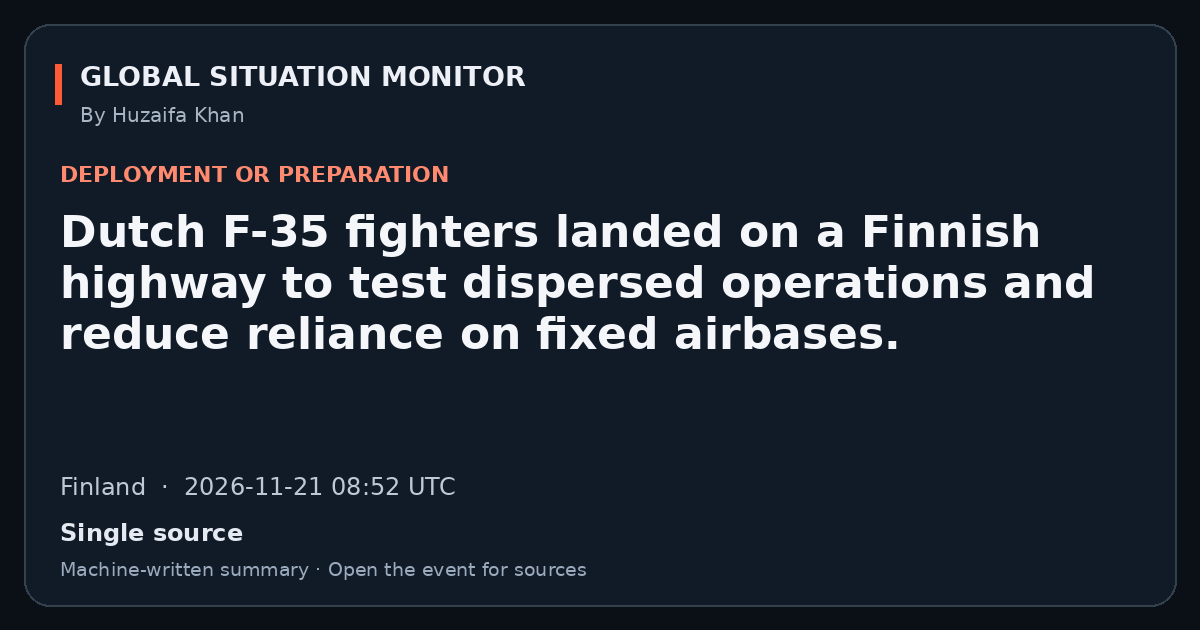 GLOBAL SITUATION MONITOR
By Huzaifa Khan
DEPLOYMENT OR PREPARATION
Dutch F-35 fighters landed on a Finnish
highway to test dispersed operations and
reduce reliance on fixed airbases.
Finland · 2026-11-21 08:52 UTC
Single source
Machine-written summary · Open the event for sources